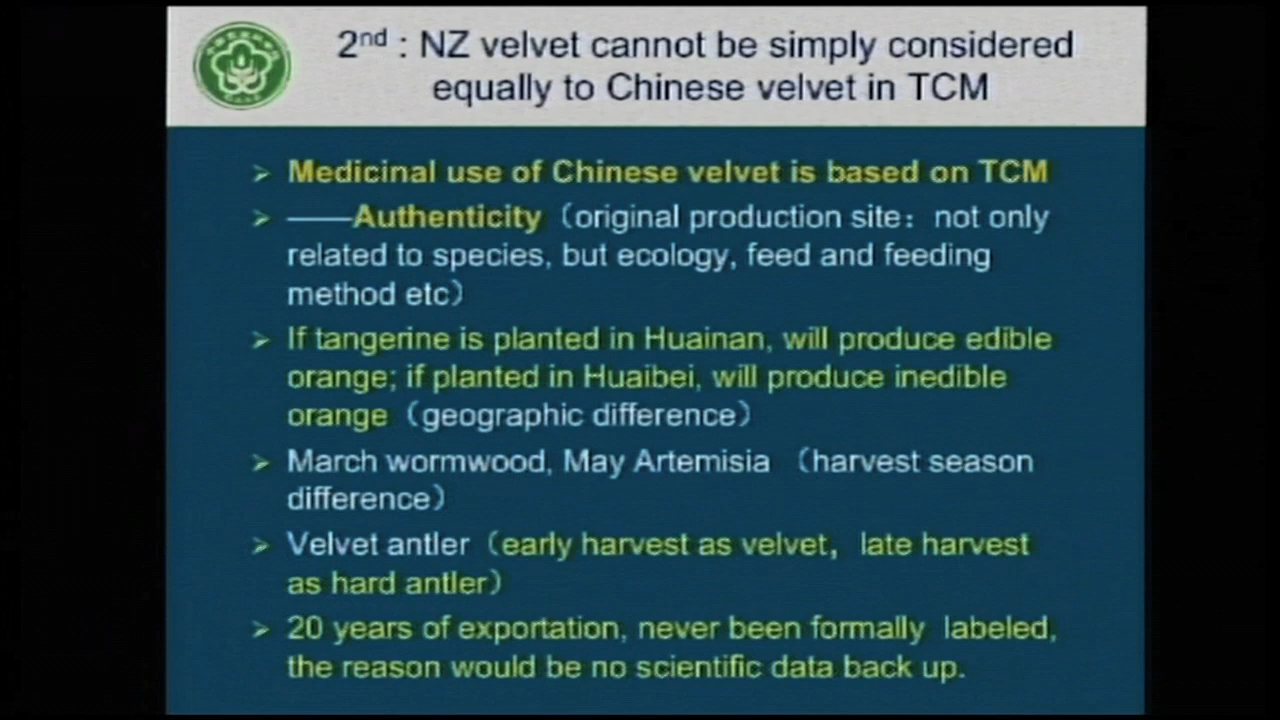 2nd : NZ velvet cannot be simply considered
equally to Chinese velvet in TCM
➢ Medicinal use of Chinese velvet is based on TCM
➢ ——Authenticity（original production site：not only
related to species, but ecology, feed and feeding
method etc）
➢ If tangerine is planted in Huainan, will produce edible
orange; if planted in Huaibei, will produce inedible
orange（geographic difference）
➢ March wormwood, May Artemisia （harvest season
difference）
➢ Velvet antler（early harvest as velvet，late harvest
as hard antler）
➢ 20 years of exportation, never been formally labeled,
the reason would be no scientific data back up.